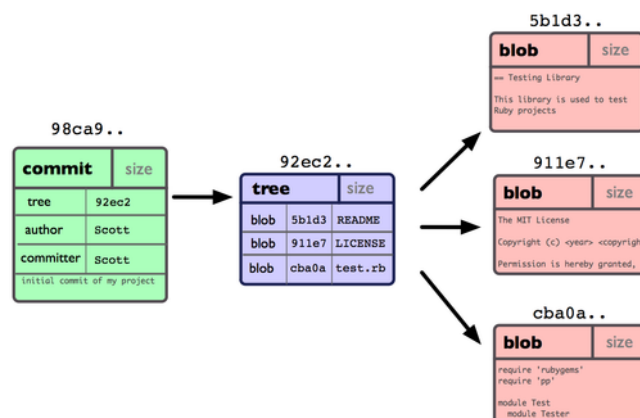 98ca9..
commit size
tree 92ec2
author Scott
committer Scott
initial commit of my project
92ec2..
tree size
blob 5b1d3 README
blob 911e7 LICENSE
blob cba0a test.rb
5b1d3..
blob size
== Testing Library
This library is used to test
Ruby projects
911e7..
blob size
The MIT License
Copyright (c) <year> <copyrigh
Permission is hereby granted,
cba0a..
blob size
require 'rubygems'
require 'pp'
module Test
module Tester